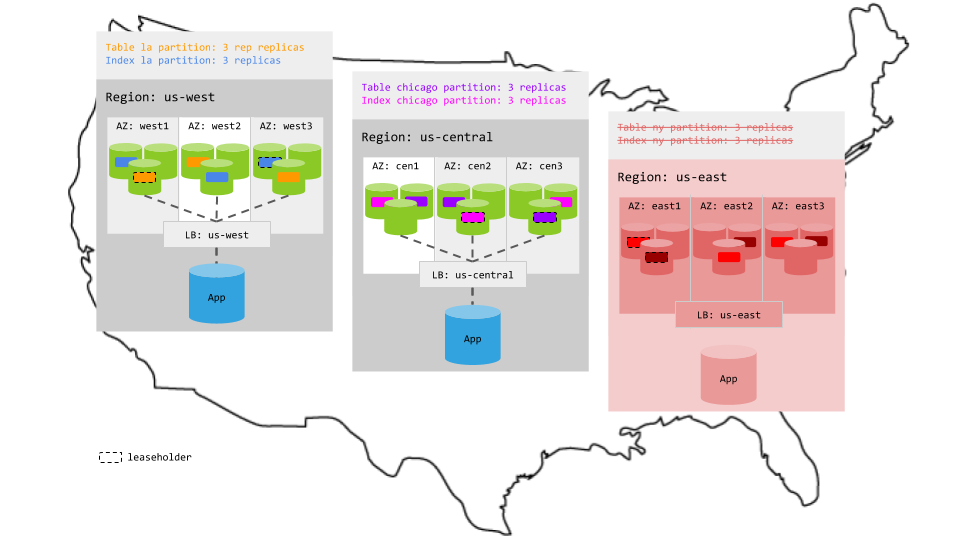 Table la partition: 3 rep replicas
Index la partition: 3 replicas
Region: us-west
AZ: west1
AZ: west2
AZ: west3
LB: us-west
App
Table chicago partition: 3 replicas
Index chicago partition: 3 replicas
Region: us-central
AZ: cen1
AZ: cen2
AZ: cen3
LB: us-central
App
Table ny partition: 3 replicas
Index ny partition: 3 replicas
Region: us-east
AZ: east1
AZ: east2
AZ: east3
LB: us-east
App
leaseholder